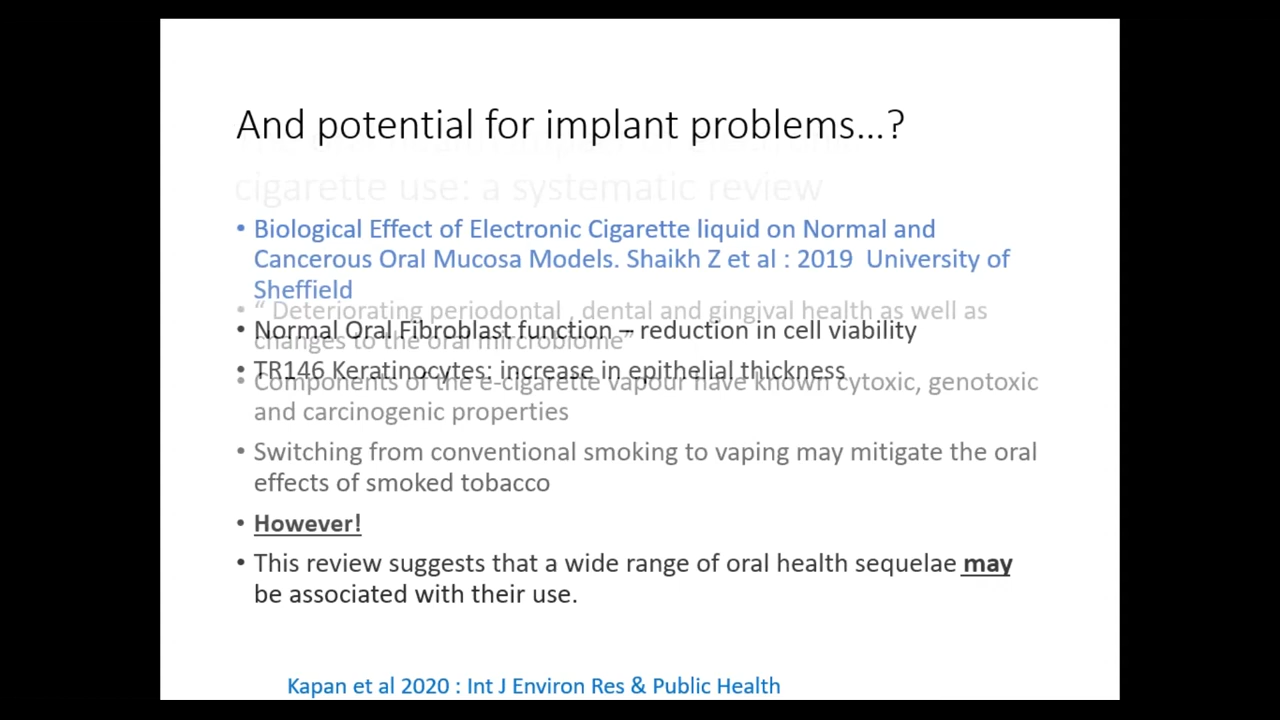 And potential for implant problems...?
cigarette use: a systematic review
• Biological Effect of Electronic Cigarette liquid on Normal and
Cancerous Oral Mucosa Models. Shaikh Z et al : 2019 University of
Sheffield
• “ Deteriorating periodontal , dental and gingival health as well as
• Normal Oral Fibroblast function – reduction in cell viability
changes to the oral mircrobiome”
• TR146 Keratinocytes: increase in epithelial thickness
• Components of the e-cigarette vapour have known cytoxic, genotoxic
and carcinogenic properties
• Switching from conventional smoking to vaping may mitigate the oral
effects of smoked tobacco
• However!
• This review suggests that a wide range of oral health sequelae may
be associated with their use.
Kapan et al 2020 : Int J Environ Res & Public Health